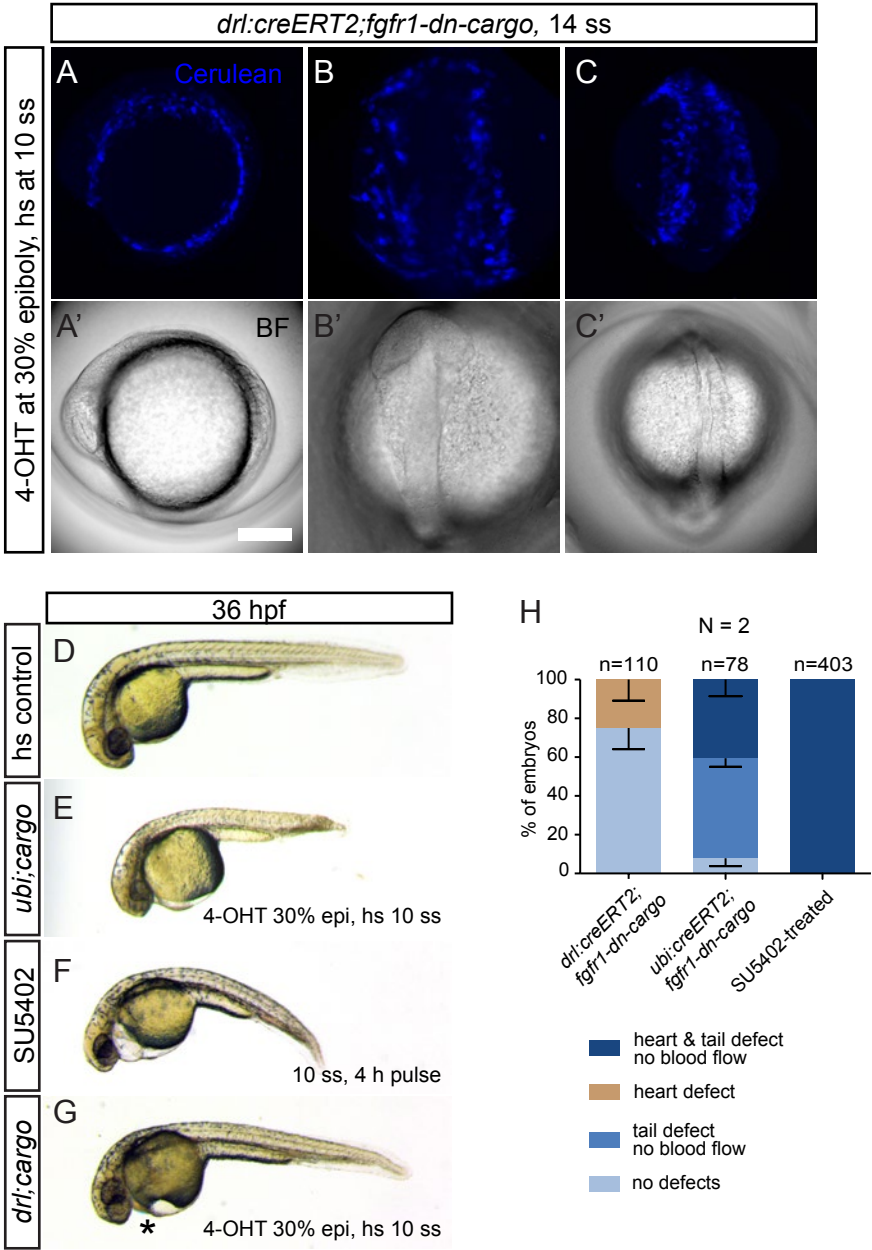 drl:creERT2;fgfr1-dn-cargo, 14 ss
4-OHT at 30% epiboly, hs at 10 ss
A
Cerulean
B
C
A'
BF
B'
C'
36 hpf
hs control
D
ubi;cargo
E
4-OHT 30% epi, hs 10 ss
SU5402
F
10 ss, 4 h pulse
drl;cargo
G
*
4-OHT 30% epi, hs 10 ss
H
N = 2
n=110
n=78
n=403
% of embryos
100
80
60
40
20
0
drl:creERT2;
fgfr1-dn-cargo
ubi:creERT2;
fgfr1-dn-cargo
SU5402-treated
heart & tail defect
no blood flow
heart defect
tail defect
no blood flow
no defects